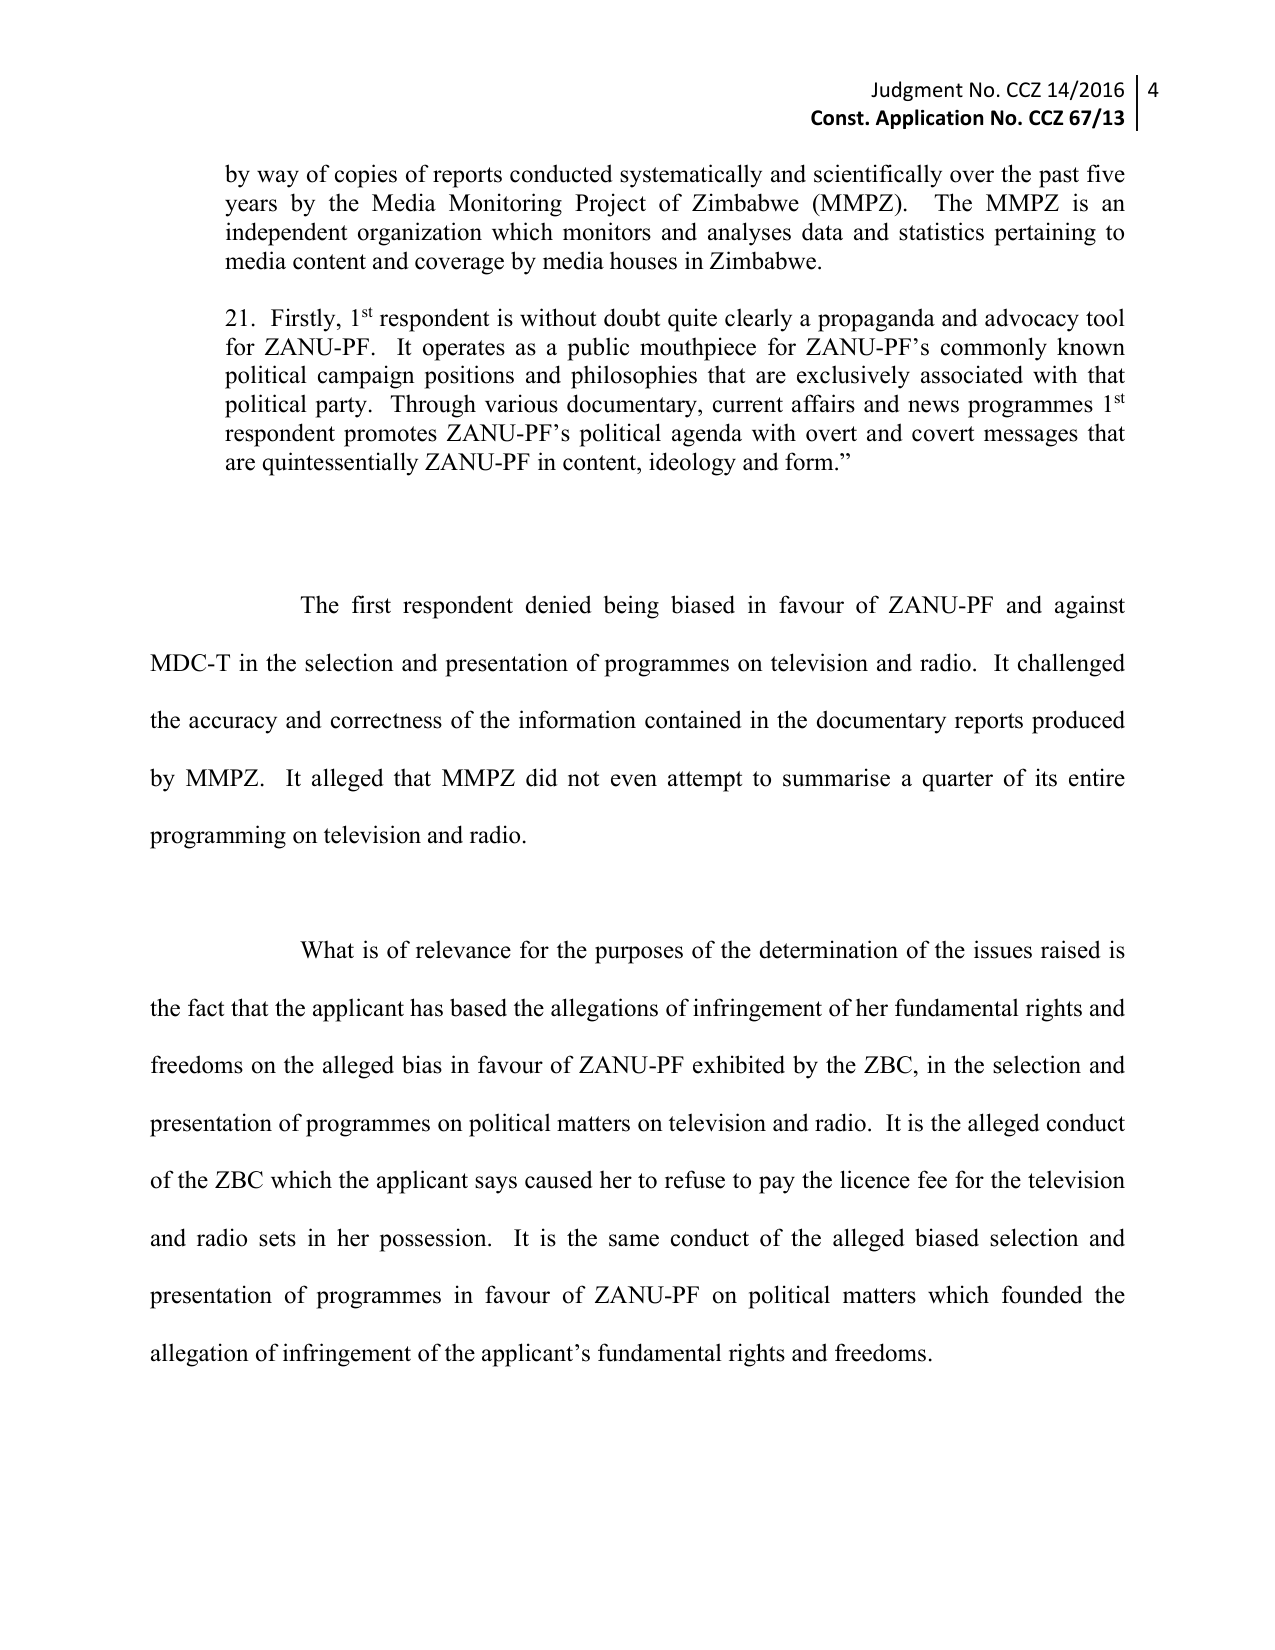 Judgment No. CCZ 14/2016 4
Const. Application No. CCZ 67/13
by way of copies of reports conducted systematically and scientifically over the past five
years by the Media Monitoring Project of Zimbabwe (MMPZ). The MMPZ is an
independent organization which monitors and analyses data and statistics pertaining to
media content and coverage by media houses in Zimbabwe.
21. Firstly, 1st respondent is without doubt quite clearly a propaganda and advocacy tool
for ZANU-PF. It operates as a public mouthpiece for ZANU-PF’s commonly known
political campaign positions and philosophies that are exclusively associated with that
political party. Through various documentary, current affairs and news programmes 1st
respondent promotes ZANU-PF’s political agenda with overt and covert messages that
are quintessentially ZANU-PF in content, ideology and form.”
The first respondent denied being biased in favour of ZANU-PF and against
MDC-T in the selection and presentation of programmes on television and radio. It challenged
the accuracy and correctness of the information contained in the documentary reports produced
by MMPZ. It alleged that MMPZ did not even attempt to summarise a quarter of its entire
programming on television and radio.
What is of relevance for the purposes of the determination of the issues raised is
the fact that the applicant has based the allegations of infringement of her fundamental rights and
freedoms on the alleged bias in favour of ZANU-PF exhibited by the ZBC, in the selection and
presentation of programmes on political matters on television and radio. It is the alleged conduct
of the ZBC which the applicant says caused her to refuse to pay the licence fee for the television
and radio sets in her possession. It is the same conduct of the alleged biased selection and
presentation of programmes in favour of ZANU-PF on political matters which founded the
allegation of infringement of the applicant’s fundamental rights and freedoms.